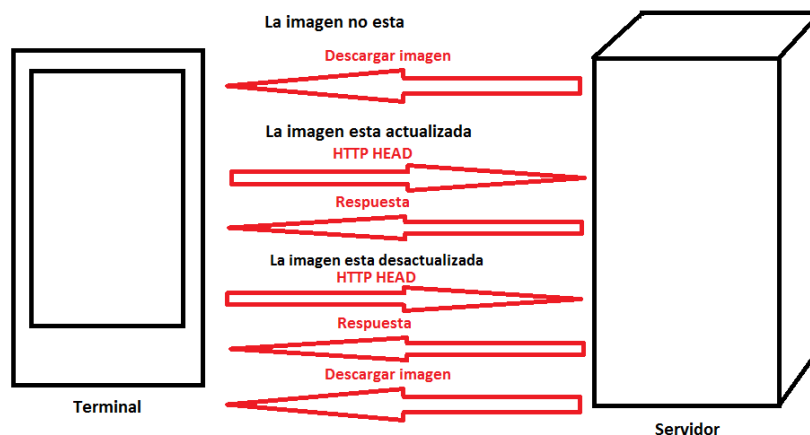 La imagen no esta
Descargar imagen
La imagen esta actualizada
HTTP HEAD
Respuesta
La imagen esta desactualizada
HTTP HEAD
Respuesta
Descargar imagen
Terminal
Servidor